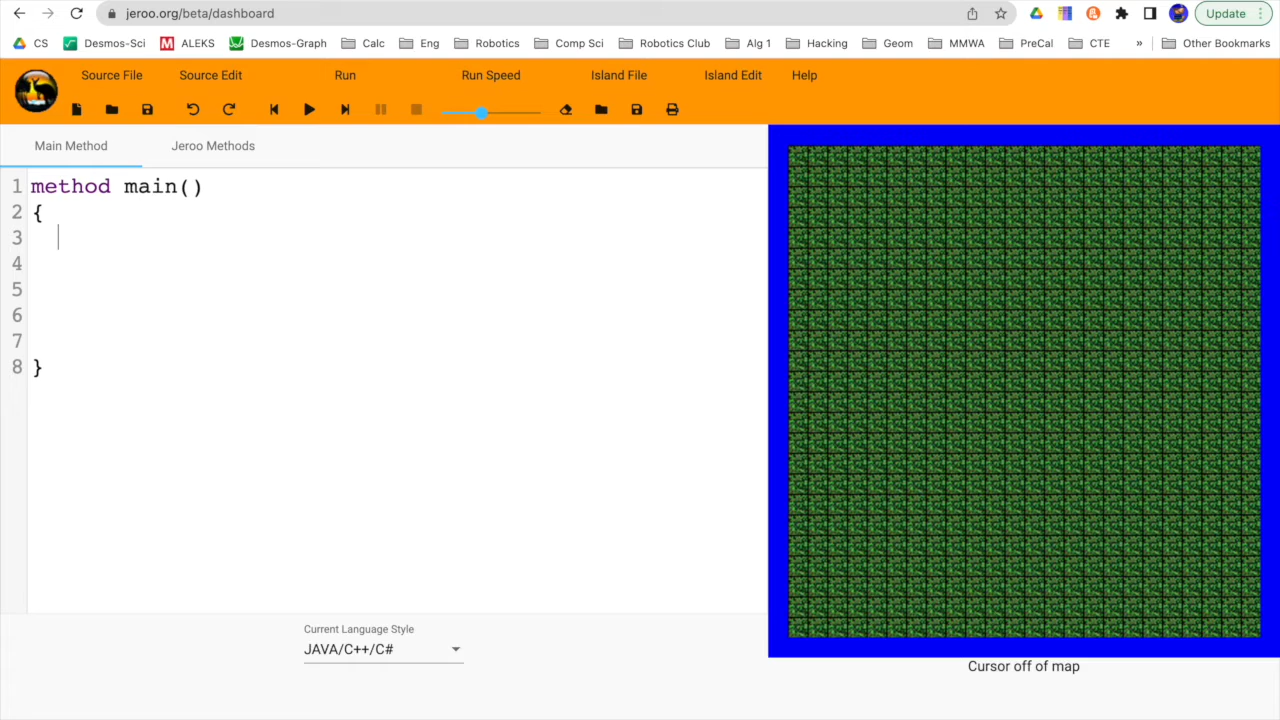 jeroo.org/beta/dashboard
Update
CS Desmos-Sci ALEKS Desmos-Graph Calc Eng Robotics Comp Sci Robotics Club Alg 1 Hacking Geom MMWA PreCal CTE » Other Bookmarks
Source File Source Edit Run Run Speed Island File Island Edit Help
Main Method Jeroo Methods
1 method main()
2 {
3
4
5
6
7
8 }
Current Language Style
JAVA/C++/C#
Cursor off of map